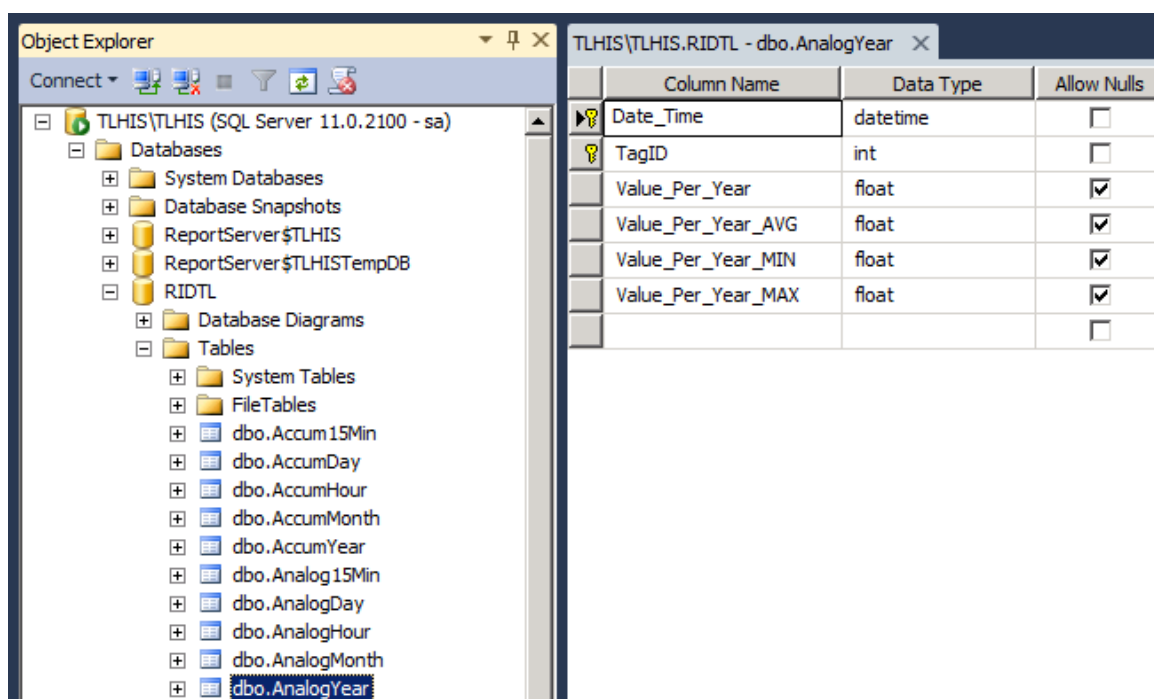 Object Explorer
Connect
TLHIS\TLHIS (SQL Server 11.0.2100 - sa)
Databases
System Databases
Database Snapshots
ReportServer$TLHIS
ReportServer$TLHISTempDB
RIDTL
Database Diagrams
Tables
System Tables
FileTables
dbo.Accum15Min
dbo.AccumDay
dbo.AccumHour
dbo.AccumMonth
dbo.AccumYear
dbo.Analog15Min
dbo.AnalogDay
dbo.AnalogHour
dbo.AnalogMonth
dbo.AnalogYear
TLHIS\TLHIS.RIDTL - dbo.AnalogYear
Column Name Data Type Allow Nulls
Date_Time datetime
TagID int
Value_Per_Year float
Value_Per_Year_AVG float
Value_Per_Year_MIN float
Value_Per_Year_MAX float